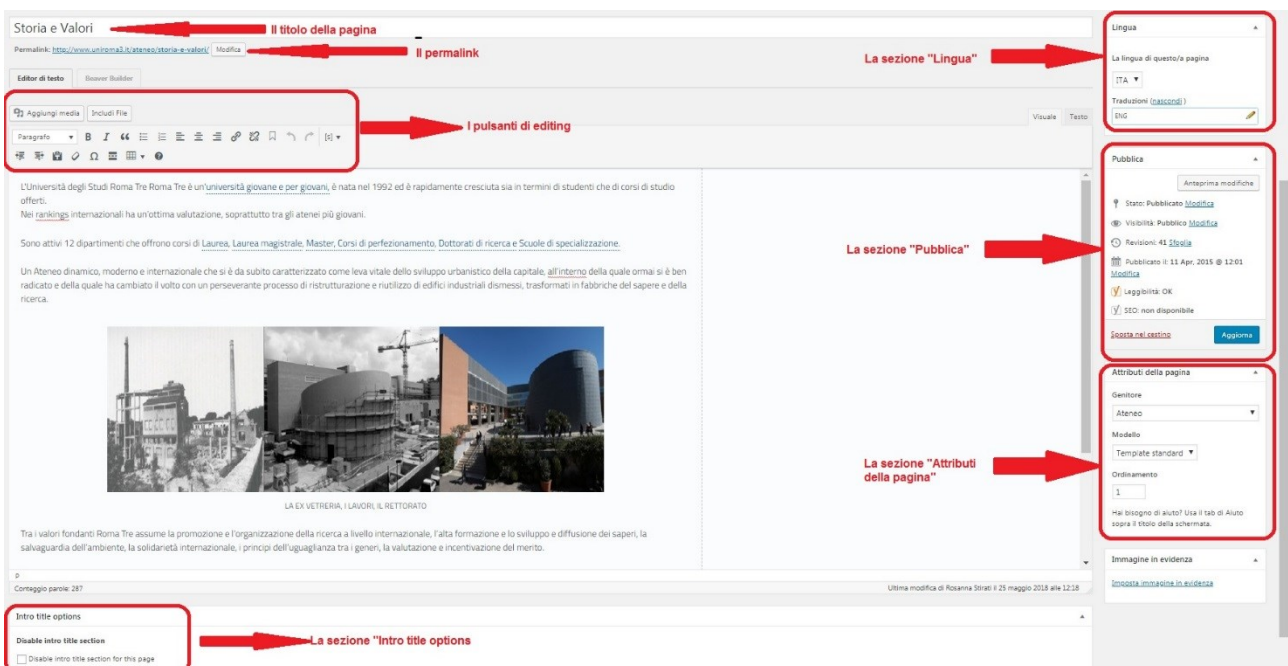 Storia e Valori
Il titolo della pagina
Permalink: http://www.uniroma3.it/ateneo/storia-e-valori/ Modifica
Il permalink
Editor di testo Beaver Builder
Aggiungi media Includi File
Visuale Testo
I pulsanti di editing
Paragrafo
L'Università degli Studi Roma Tre Roma Tre è un'università giovane e per giovani, è nata nel 1992 ed è rapidamente cresciuta sia in termini di studenti che di corsi di studio
offerti.
Nei rankings internazionali ha un'ottima valutazione, soprattutto tra gli atenei più giovani.
Sono attivi 12 dipartimenti che offrono corsi di Laurea, Laurea magistrale, Master, Corsi di perfezionamento, Dottorati di ricerca e Scuole di specializzazione.
Un Ateneo dinamico, moderno e internazionale che si è da subito caratterizzato come leva vitale dello sviluppo urbanistico della capitale, all'interno della quale ormai si è ben
radicato e della quale ha cambiato il volto con un perseverante processo di ristrutturazione e riutilizzo di edifici industriali dismessi, trasformati in fabbriche del sapere e della
ricerca.
LA EX VETRERIA, I LAVORI, IL RETTORATO
Tra i valori fondanti Roma Tre assume la promozione e l'organizzazione della ricerca a livello internazionale, l'alta formazione e lo sviluppo e diffusione dei saperi, la
salvaguardia dell'ambiente, la solidarietà internazionale, i principi dell'uguaglianza tra i generi, la valutazione e incentivazione del merito.
p
Conteggio parole: 287
Ultima modifica di Rosanna Stirati il 25 maggio 2018 alle 12:18
Intro title options
Disable intro title section
Disable intro title section for this page
La sezione "Intro title options
La sezione "Lingua"
Lingua
La lingua di questo/a pagina
ITA
Traduzioni (nascondi)
ENG
La sezione "Pubblica"
Pubblica
Anteprima modifiche
Stato: Pubblicato Modifica
Visibilità: Pubblico Modifica
Revisioni: 41 Sfoglia
Pubblicato il: 11 Apr, 2015 @ 12:01
Modifica
Leggibilità: OK
SEO: non disponibile
Sposta nel cestino Aggiorna
La sezione "Attributi
della pagina"
Attributi della pagina
Genitore
Ateneo
Modello
Template standard
Ordinamento
1
Hai bisogno di aiuto? Usa il tab di Aiuto
sopra il titolo della schermata.
Immagine in evidenza
Imposta immagine in evidenza